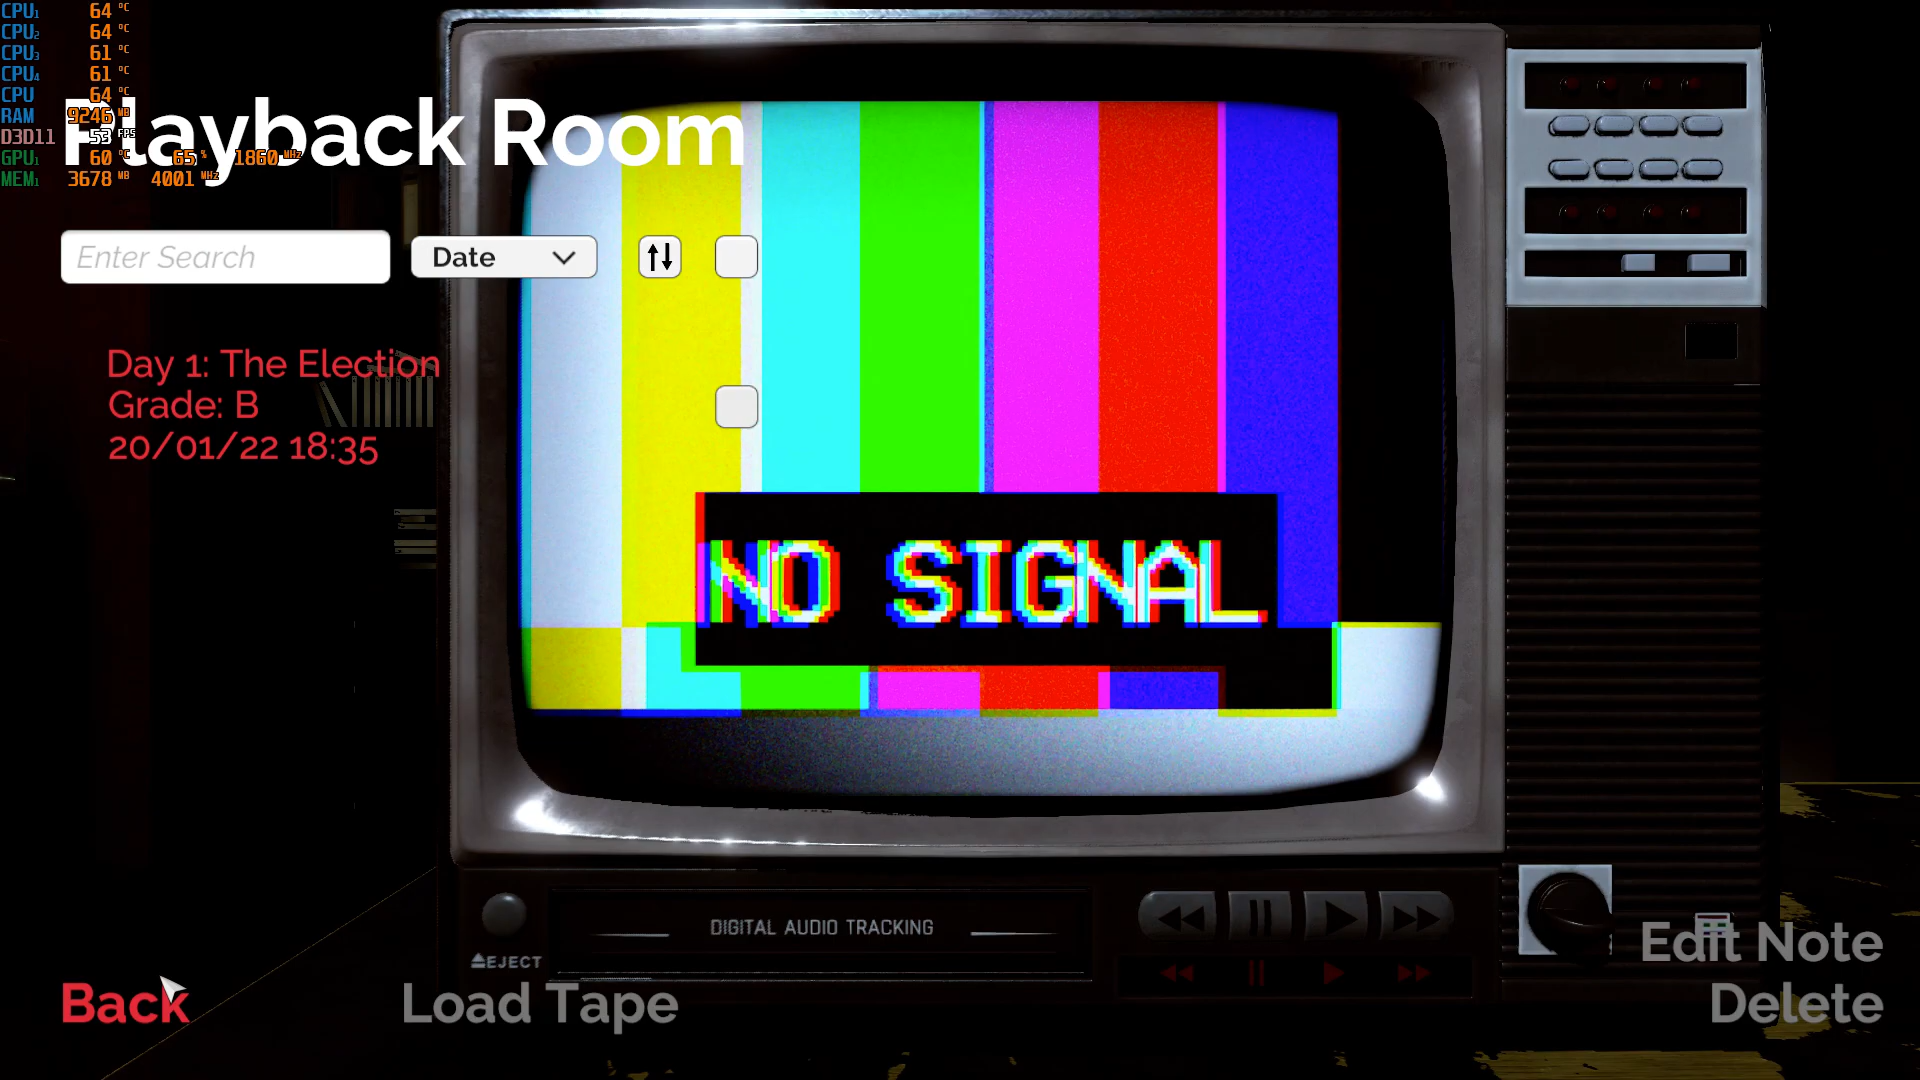 CPU1 64 °C
CPU2 64 °C
CPU3 61 °C
CPU4 61 °C
CPU 64 °C
RAM 9246 MB
D3D11 53 FPS
GPU1 60 °C 65 % 1860 MHz
MEM1 3678 MB 4001 MHz
Playback Room
Enter Search
Date
Day 1: The Election
Grade: B
20/01/22 18:35
NO SIGNAL
DIGITAL AUDIO TRACKING
EJECT
Edit Note
Back
Load Tape
Delete